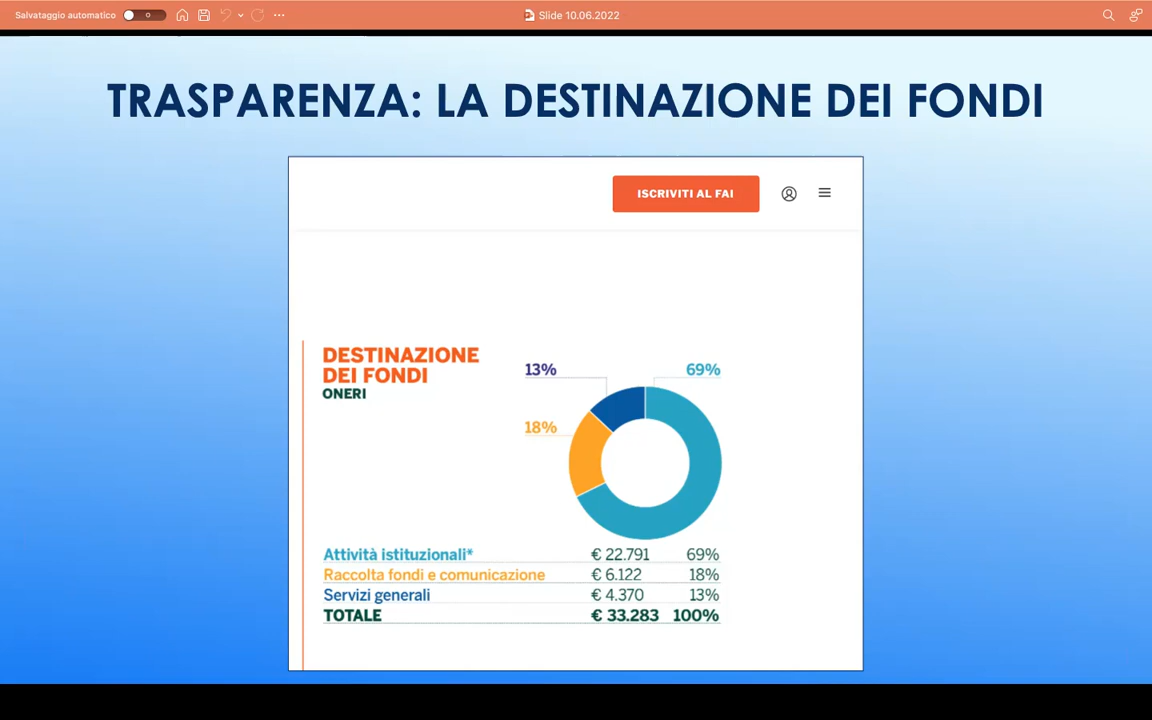 Salvataggio automatico
Slide 10.06.2022
TRASPARENZA: LA DESTINAZIONE DEI FONDI
ISCRIVITI AL FAI
DESTINAZIONE
DEI FONDI
ONERI
13% 69%
18%
Attività istituzionali* € 22.791 69%
Raccolta fondi e comunicazione € 6.122 18%
Servizi generali € 4.370 13%
TOTALE € 33.283 100%